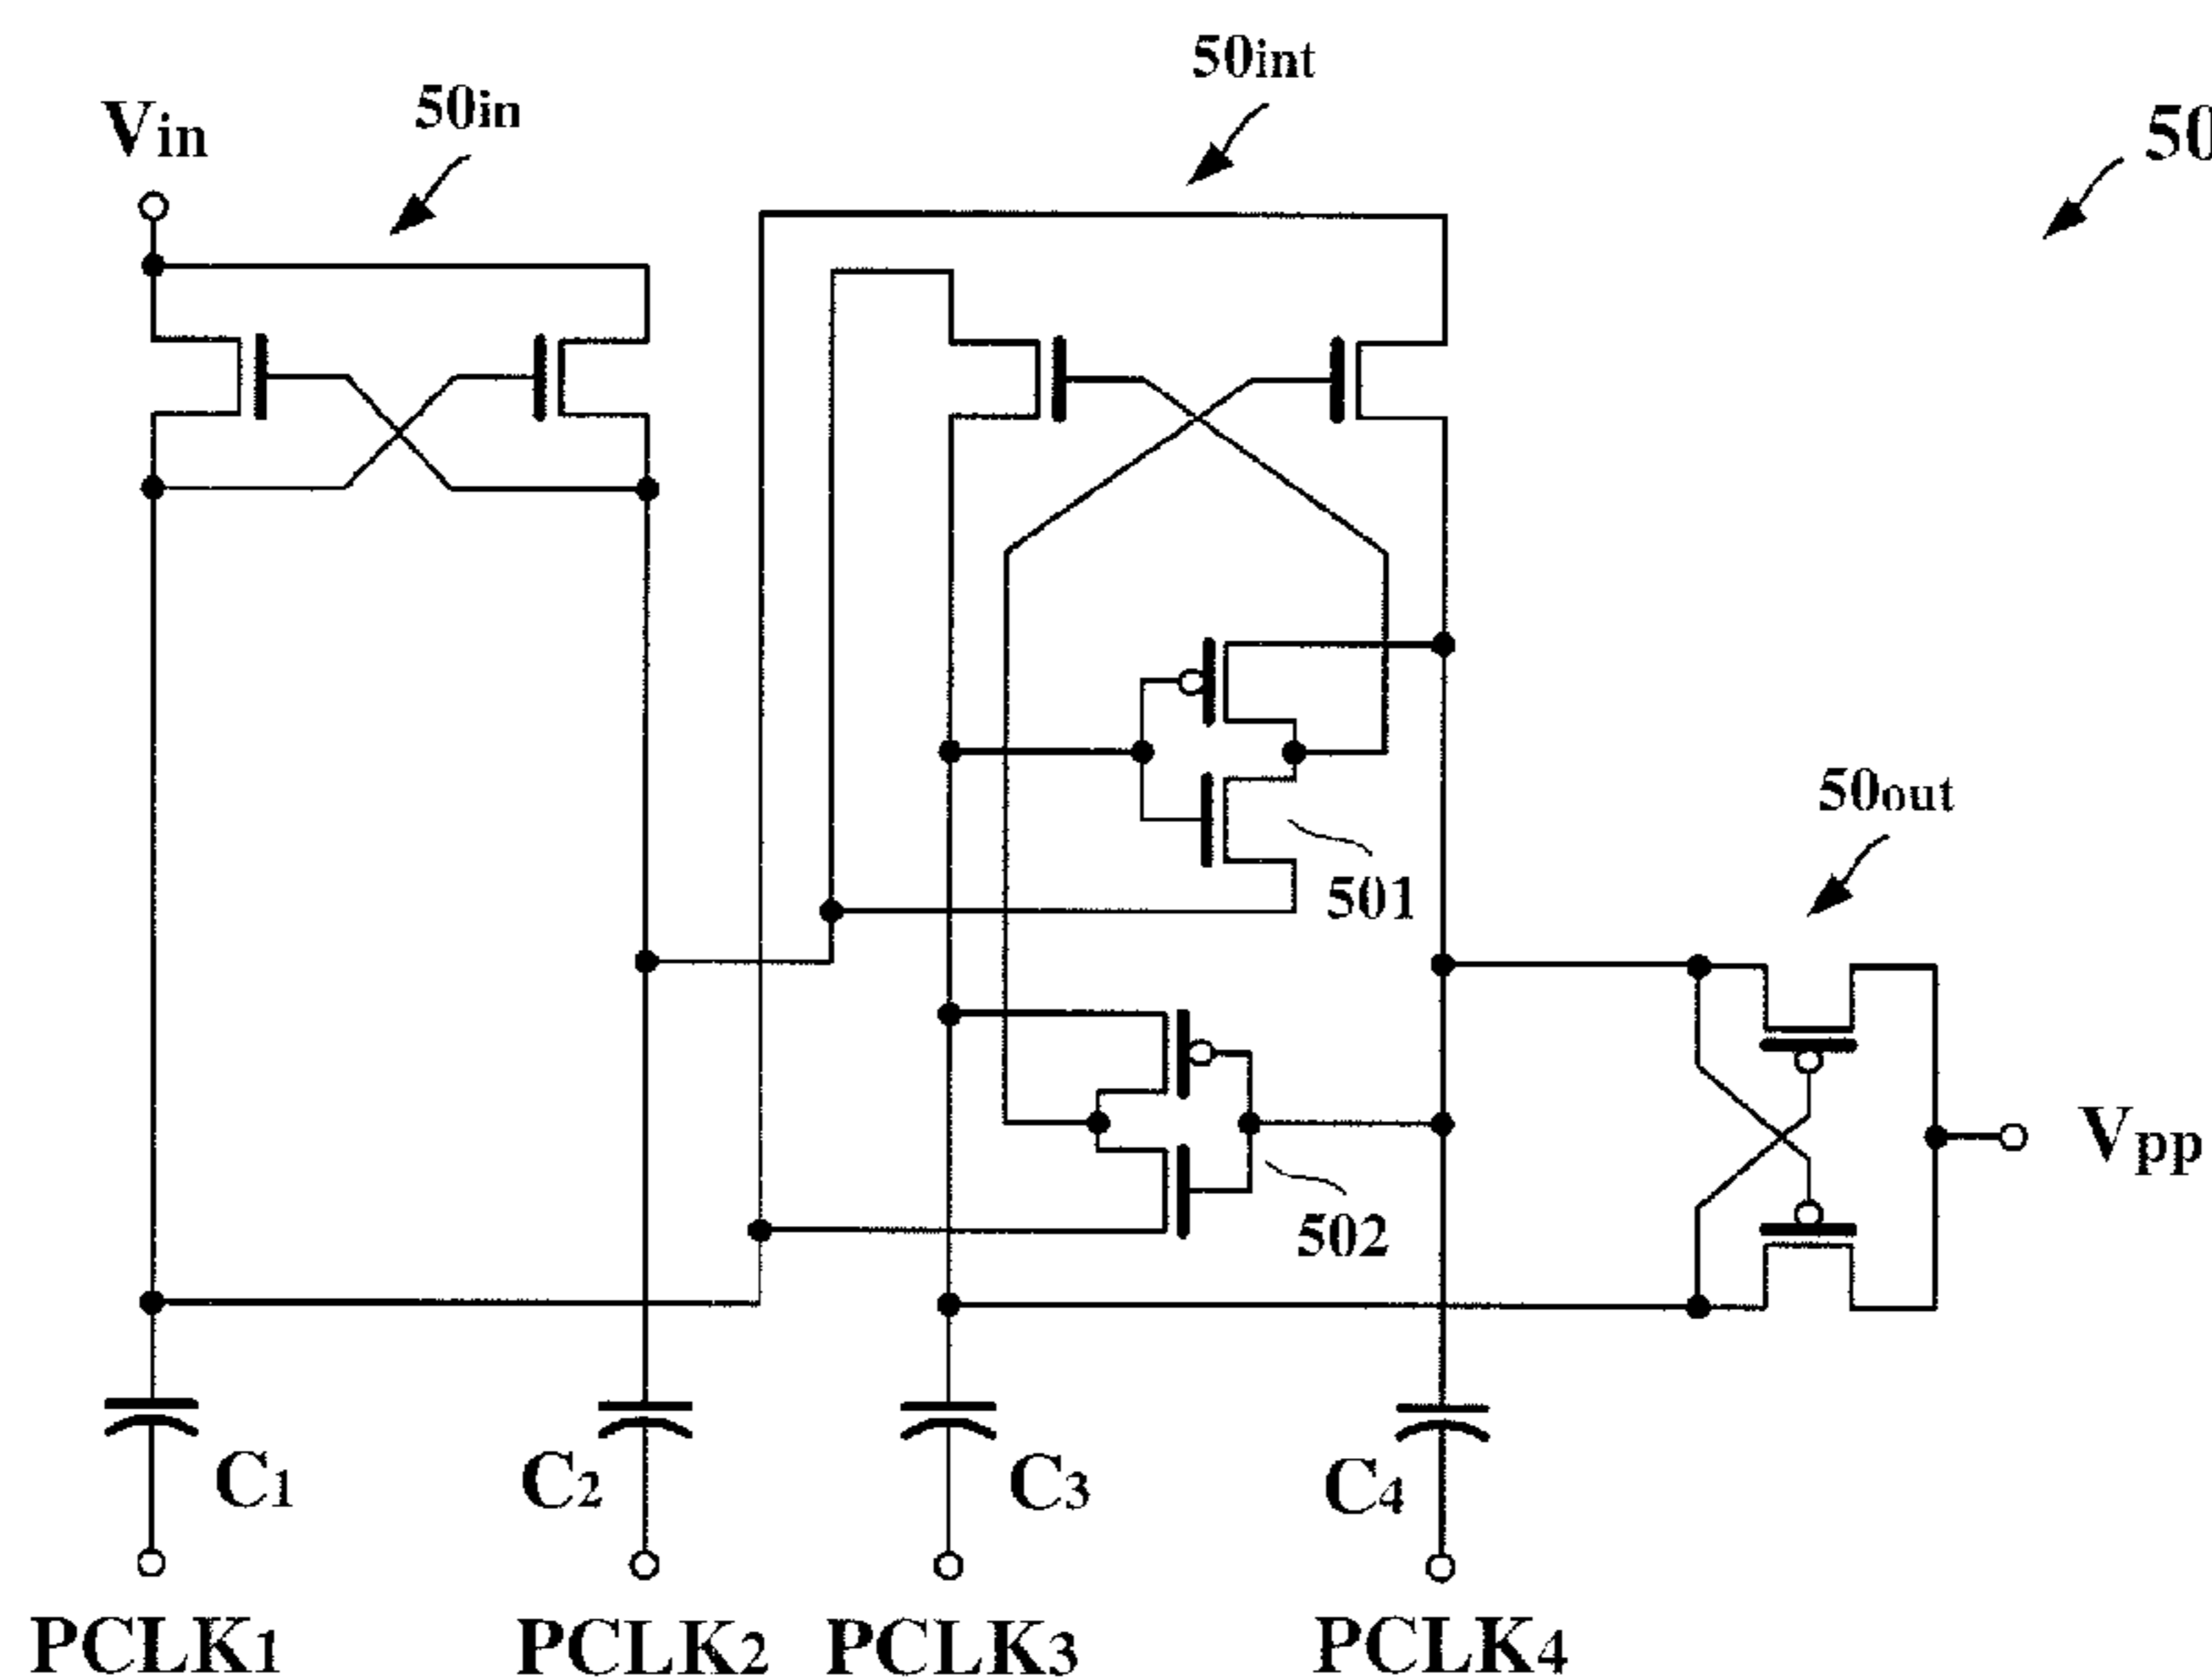 50int
50in
50
Vin
50out
501
Vpp
502
C1
C2
C3
C4
PCLK1
PCLK2
PCLK3
PCLK4